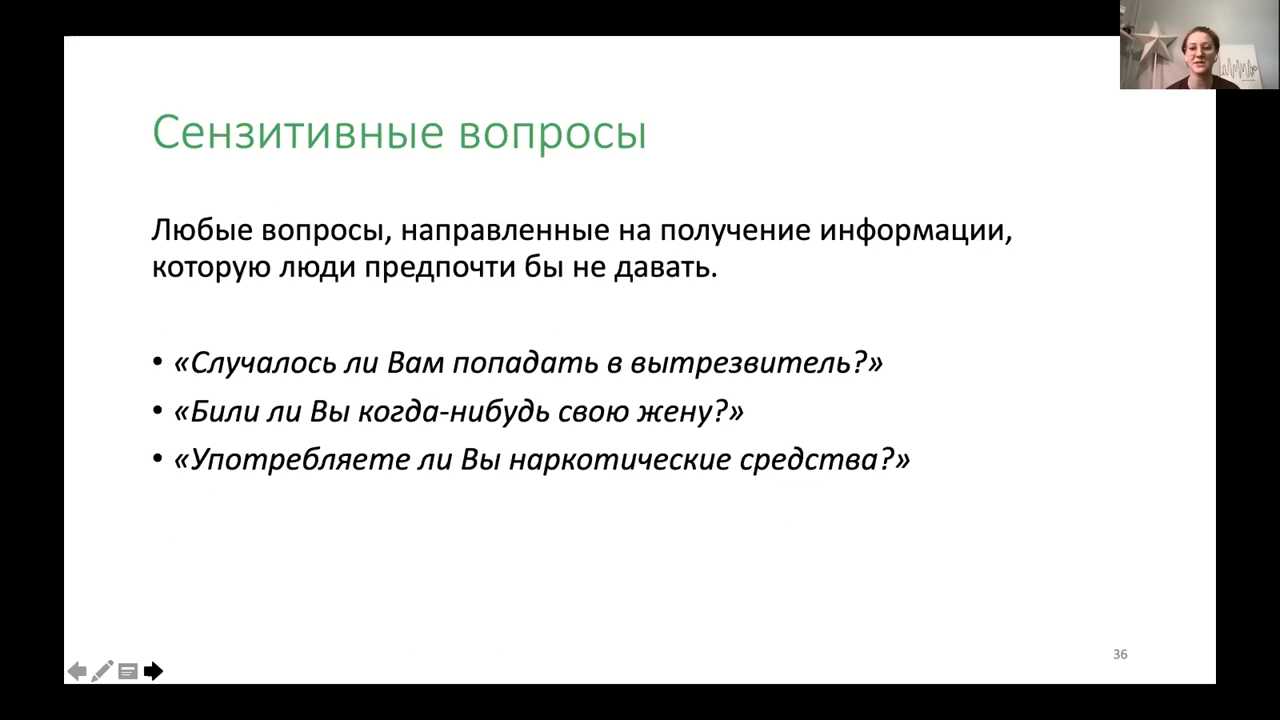 Сензитивные вопросы
Любые вопросы, направленные на получение информации,
которую люди предпочти бы не давать.
• «Случалось ли Вам попадать в вытрезвитель?»
• «Били ли Вы когда-нибудь свою жену?»
• «Употребляете ли Вы наркотические средства?»
36